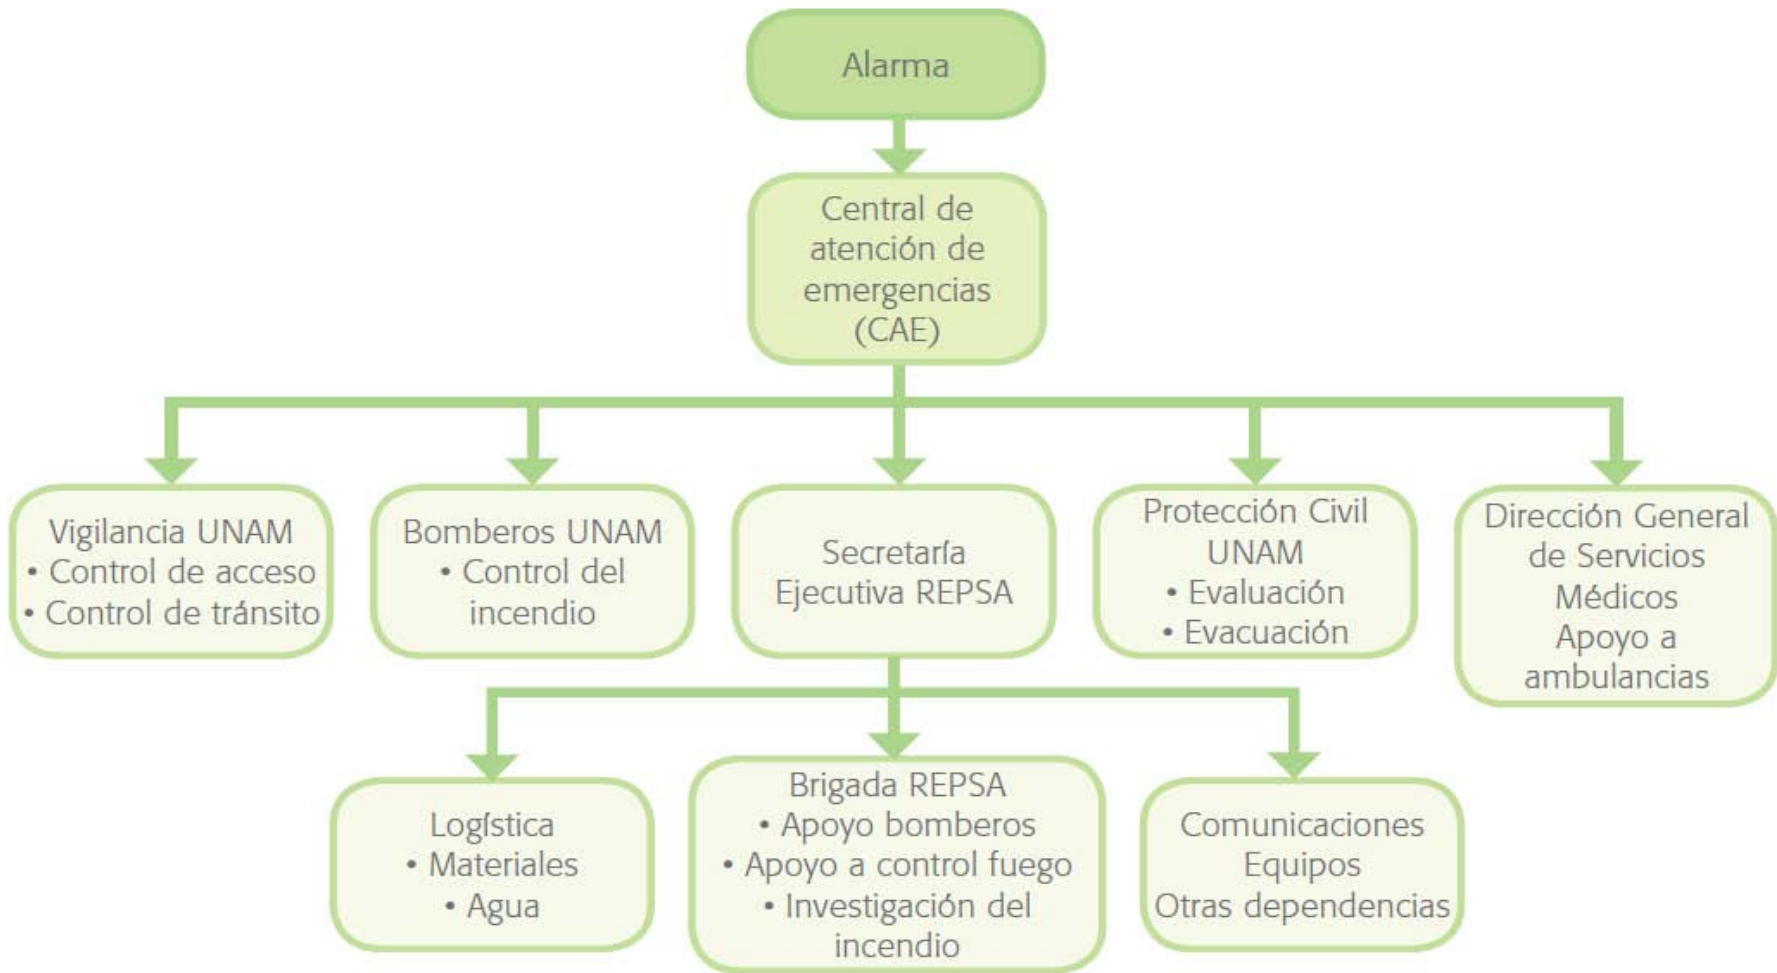 Alarma
Central de
atención de
emergencias
(CAE)
Vigilancia UNAM
• Control de acceso
• Control de tránsito
Bomberos UNAM
• Control del
incendio
Secretaría
Ejecutiva REPSA
Protección Civil
UNAM
• Evaluación
• Evacuación
Dirección General
de Servicios
Médicos
Apoyo a
ambulancias
Logística
• Materiales
• Agua
Brigada REPSA
• Apoyo bomberos
• Apoyo a control fuego
• Investigación del
incendio
Comunicaciones
Equipos
Otras dependencias